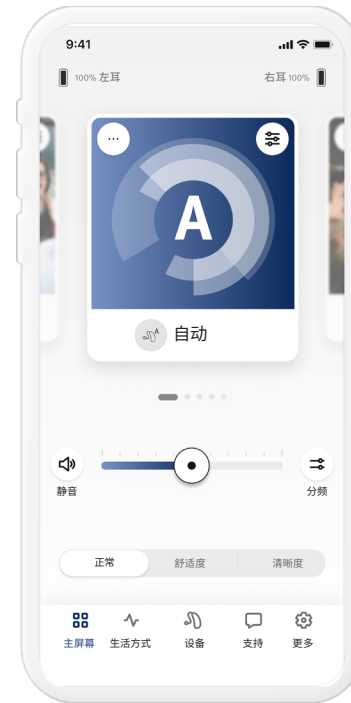 9:41
100% 左耳 右耳 100%
A
A 自动
静音 分频
正常 舒适度 清晰度
主屏幕 生活方式 设备 支持 更多